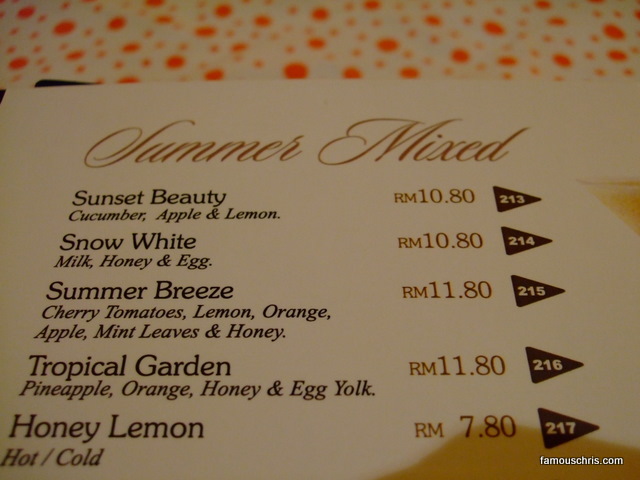 Summer Mixed
Sunset Beauty RM10.80 213
Cucumber, Apple & Lemon.
Snow White RM10.80 214
Milk, Honey & Egg.
Summer Breeze RM11.80 215
Cherry Tomatoes, Lemon, Orange,
Apple, Mint Leaves & Honey.
Tropical Garden RM11.80 216
Pineapple, Orange, Honey & Egg Yolk.
Honey Lemon RM 7.80 217
Hot / Cold
famouschris.com